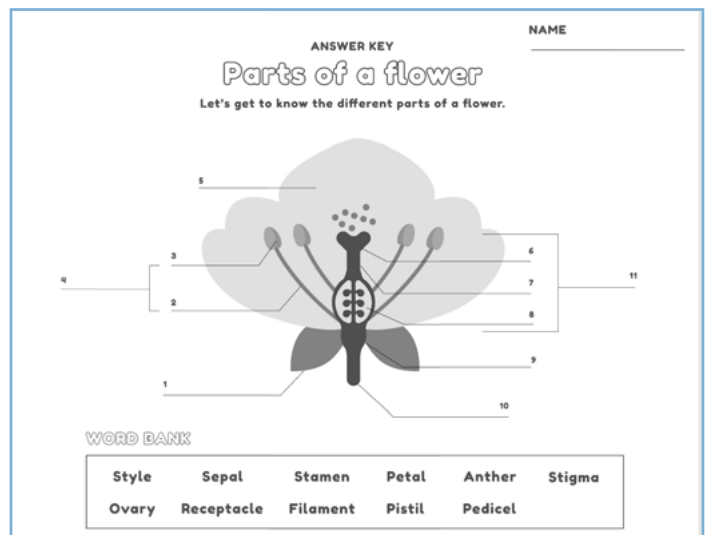 NAME
ANSWER KEY
Parts of a flower
Let's get to know the different parts of a flower.
5
3
4
2
1
6
7
8
9
10
11
WORD BANK
Style Sepal Stamen Petal Anther Stigma
Ovary Receptacle Filament Pistil Pedicel